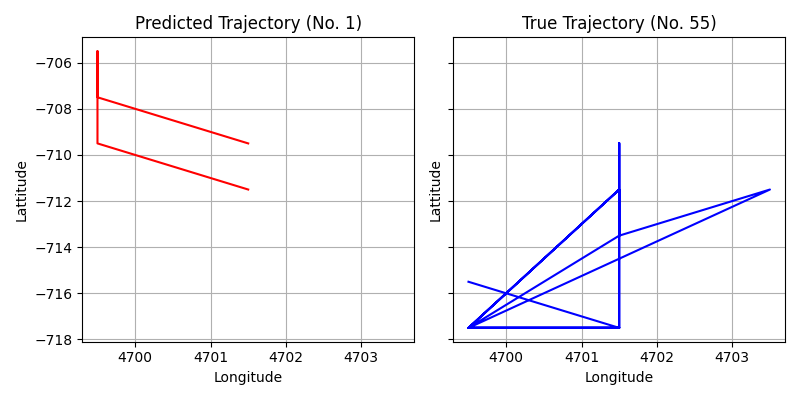 Predicted Trajectory (No. 1)
True Trajectory (No. 55)
Lattitude
−706
−708
−710
−712
−714
−716
−718
4700
4701
4702
4703
Longitude
Lattitude
4700
4701
4702
4703
Longitude